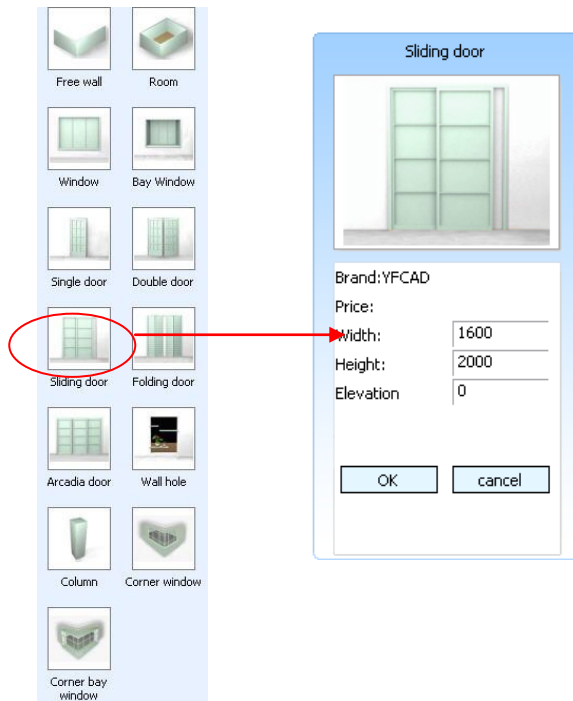 Free wall
Room
Window
Bay Window
Single door
Double door
Sliding door
Folding door
Arcadia door
Wall hole
Column
Corner window
Corner bay
window
Sliding door
Brand:YFCAD
Price:
Width: 1600
Height: 2000
Elevation 0
OK cancel